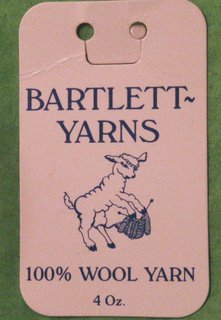 BARTLETT~
YARNS
100% WOOL YARN
4 Oz.